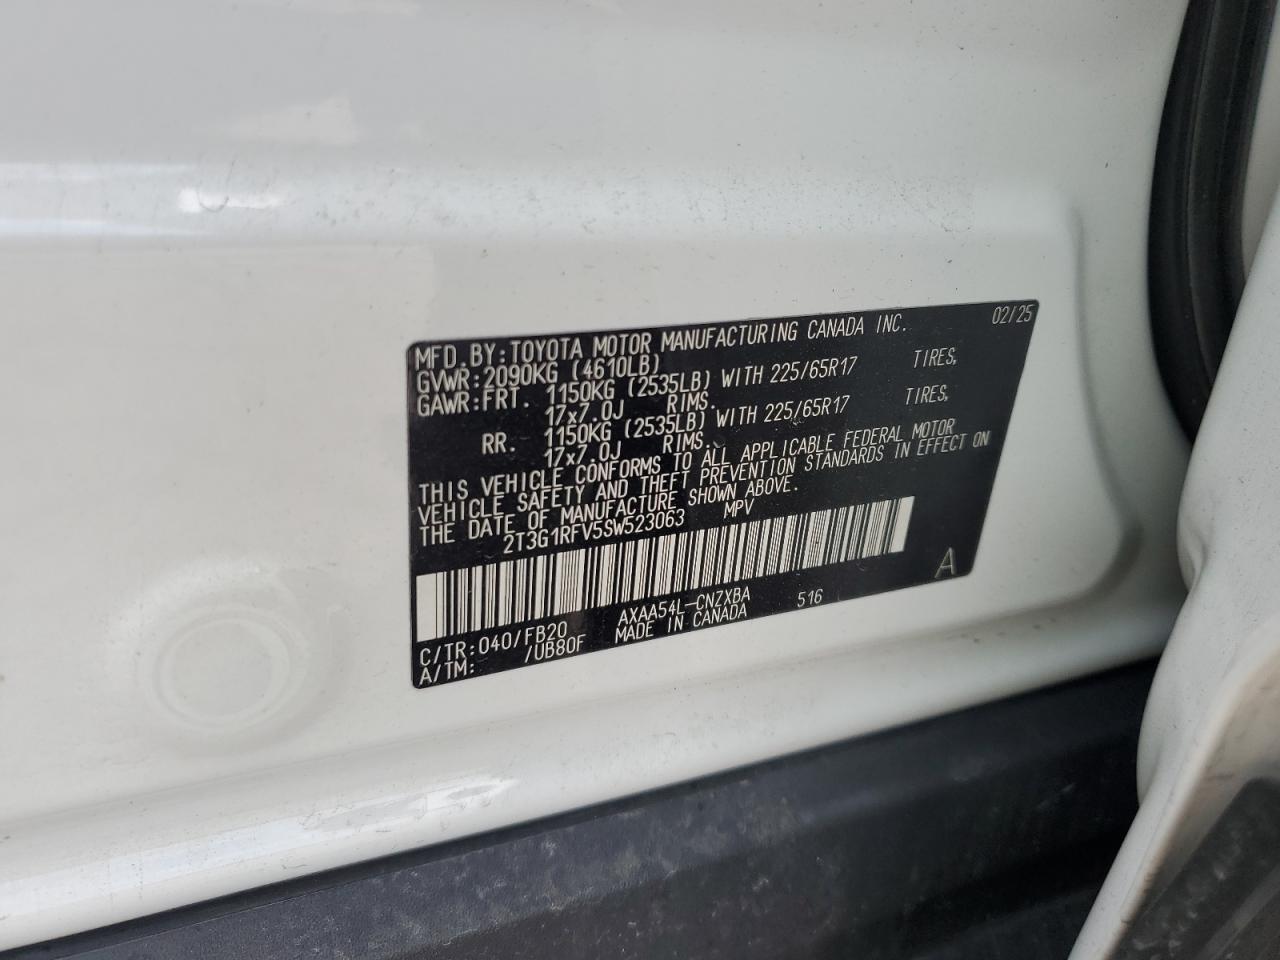 MFD. BY: TOYOTA MOTOR MANUFACTURING CANADA INC. 02/25
GVWR: 2090KG (4610LB)
GAWR: FRT. 1150KG (2535LB) WITH 225/65R17 TIRES,
17x7.0J RIMS.
RR. 1150KG (2535LB) WITH 225/65R17 TIRES,
17x7.0J RIMS.
THIS VEHICLE CONFORMS TO ALL APPLICABLE FEDERAL MOTOR
VEHICLE SAFETY AND THEFT PREVENTION STANDARDS IN EFFECT ON
THE DATE OF MANUFACTURE SHOWN ABOVE.
2T3G1RFV5SW523063 MPV
A
C/TR: 040/FB20 AXAA54L-CNZXBA 516
A/TM: /UB80F MADE IN CANADA